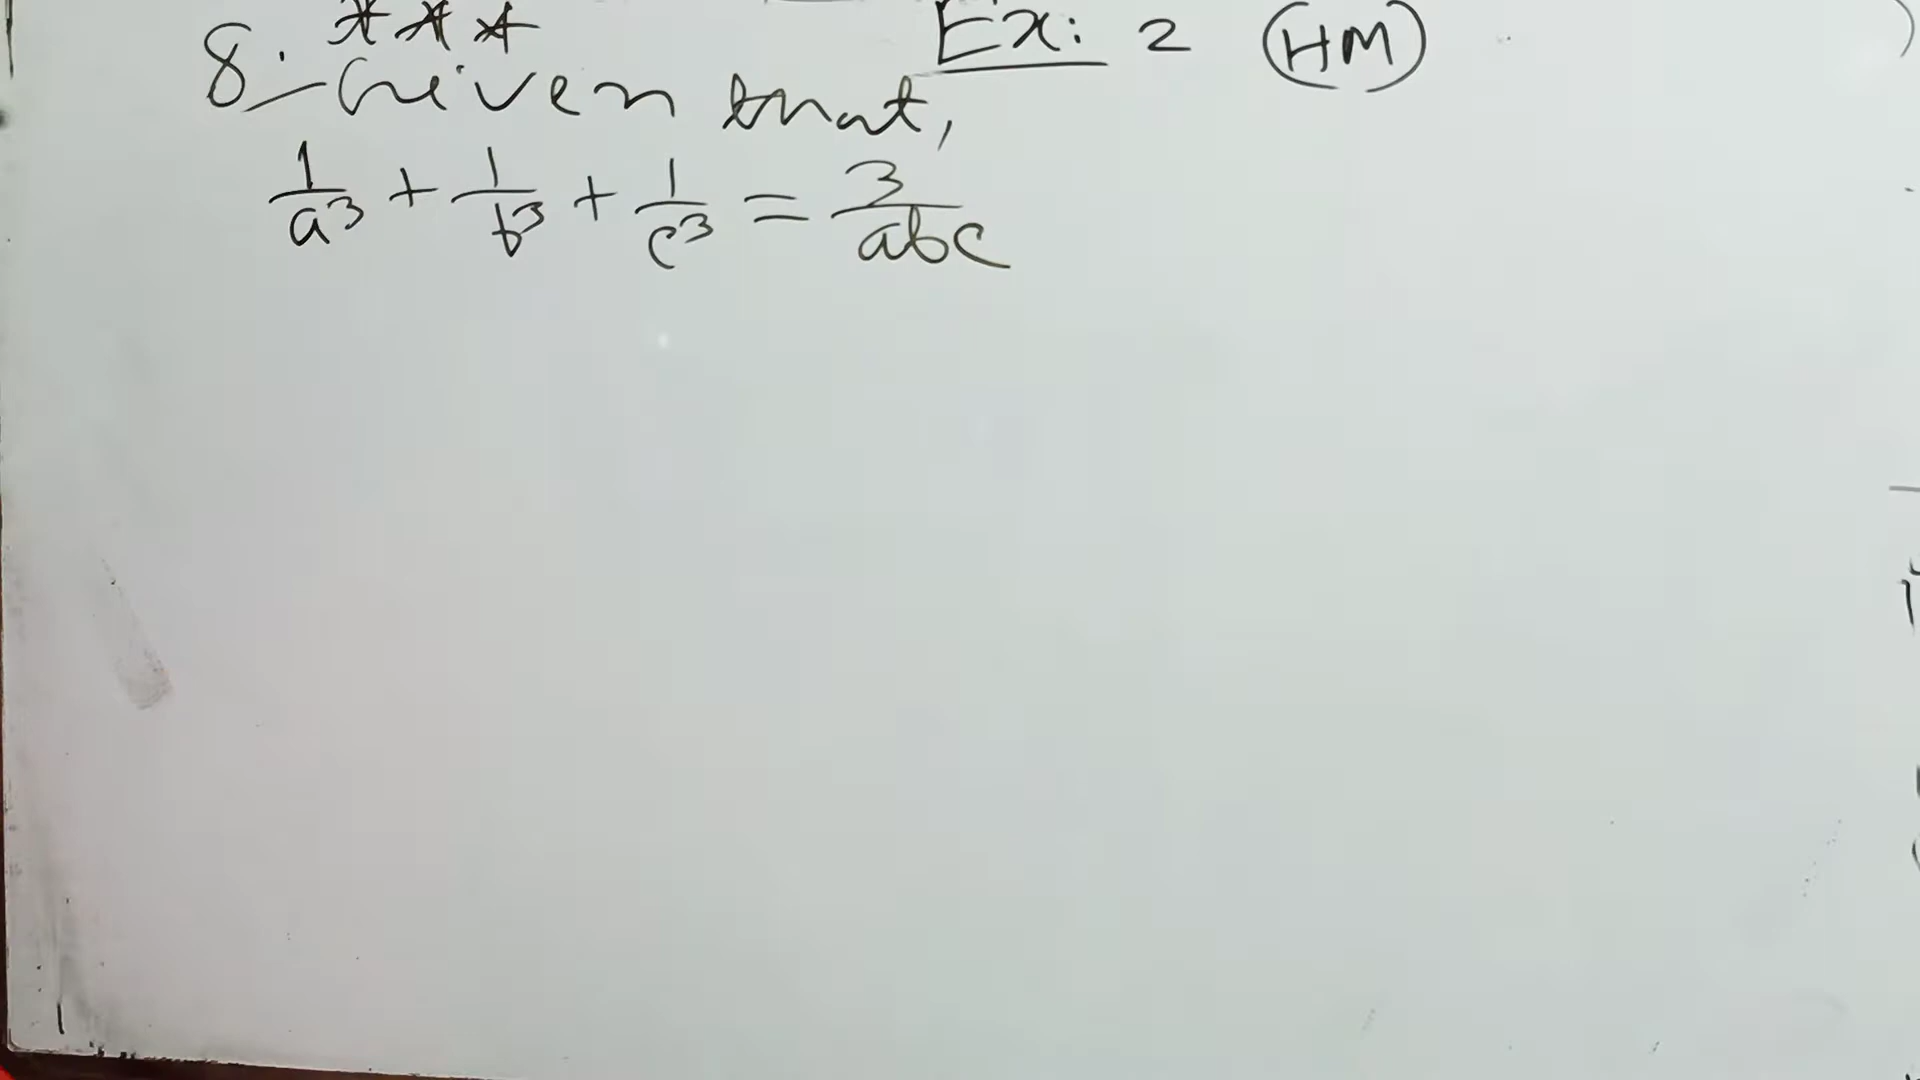 *** Ex: 2 (HM)
8. Given that,
1/a³ + 1/b³ + 1/c³ = 3/abc